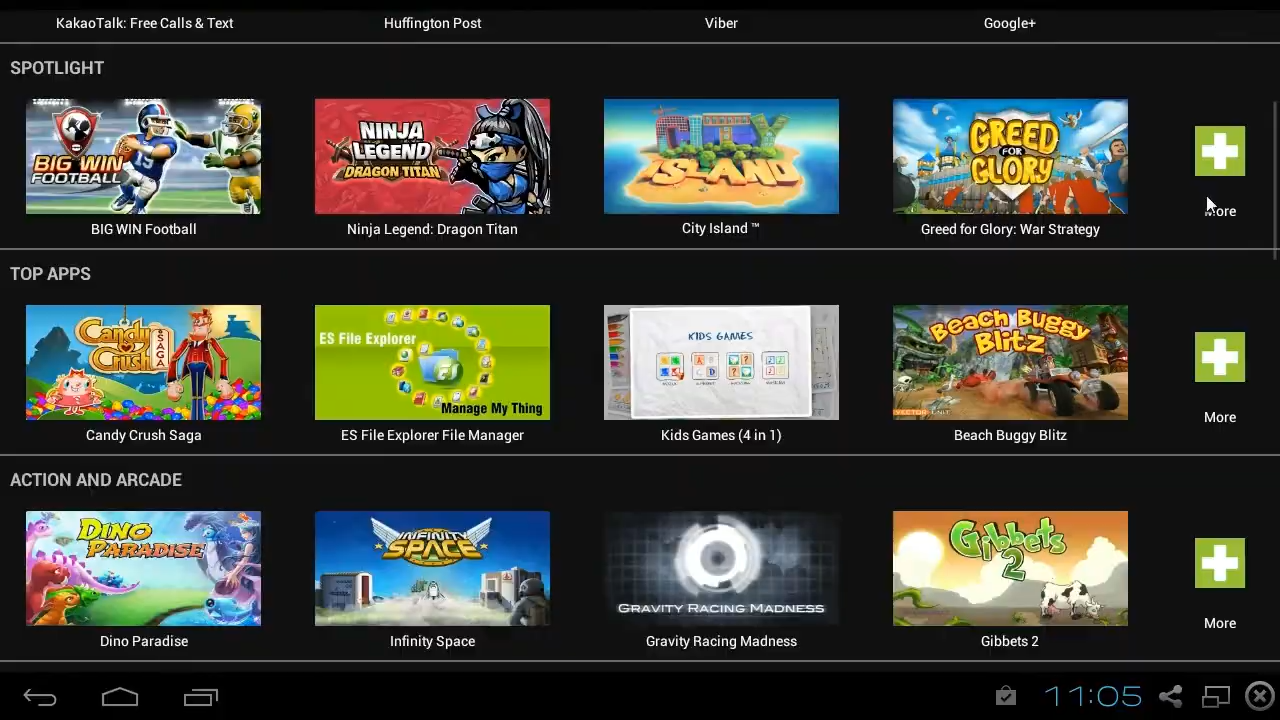 KakaoTalk: Free Calls & Text
Huffington Post
Viber
Google+
SPOTLIGHT
BIG WIN
FOOTBALL
NINJA
LEGEND
DRAGON TITAN
CITY
ISLAND
GREED
FOR
GLORY
BIG WIN Football
Ninja Legend: Dragon Titan
City Island ™
Greed for Glory: War Strategy
More
TOP APPS
Candy
Crush
SAGA
ES File Explorer
Manage My Thing
KIDS GAMES
BEACH BUGGY
BLITZ
VECTOR UNIT
Candy Crush Saga
ES File Explorer File Manager
Kids Games (4 in 1)
Beach Buggy Blitz
More
ACTION AND ARCADE
DINO
PARADISE
INFINITY
SPACE
GRAVITY RACING MADNESS
Gibbets
2
Dino Paradise
Infinity Space
Gravity Racing Madness
Gibbets 2
More
11:05